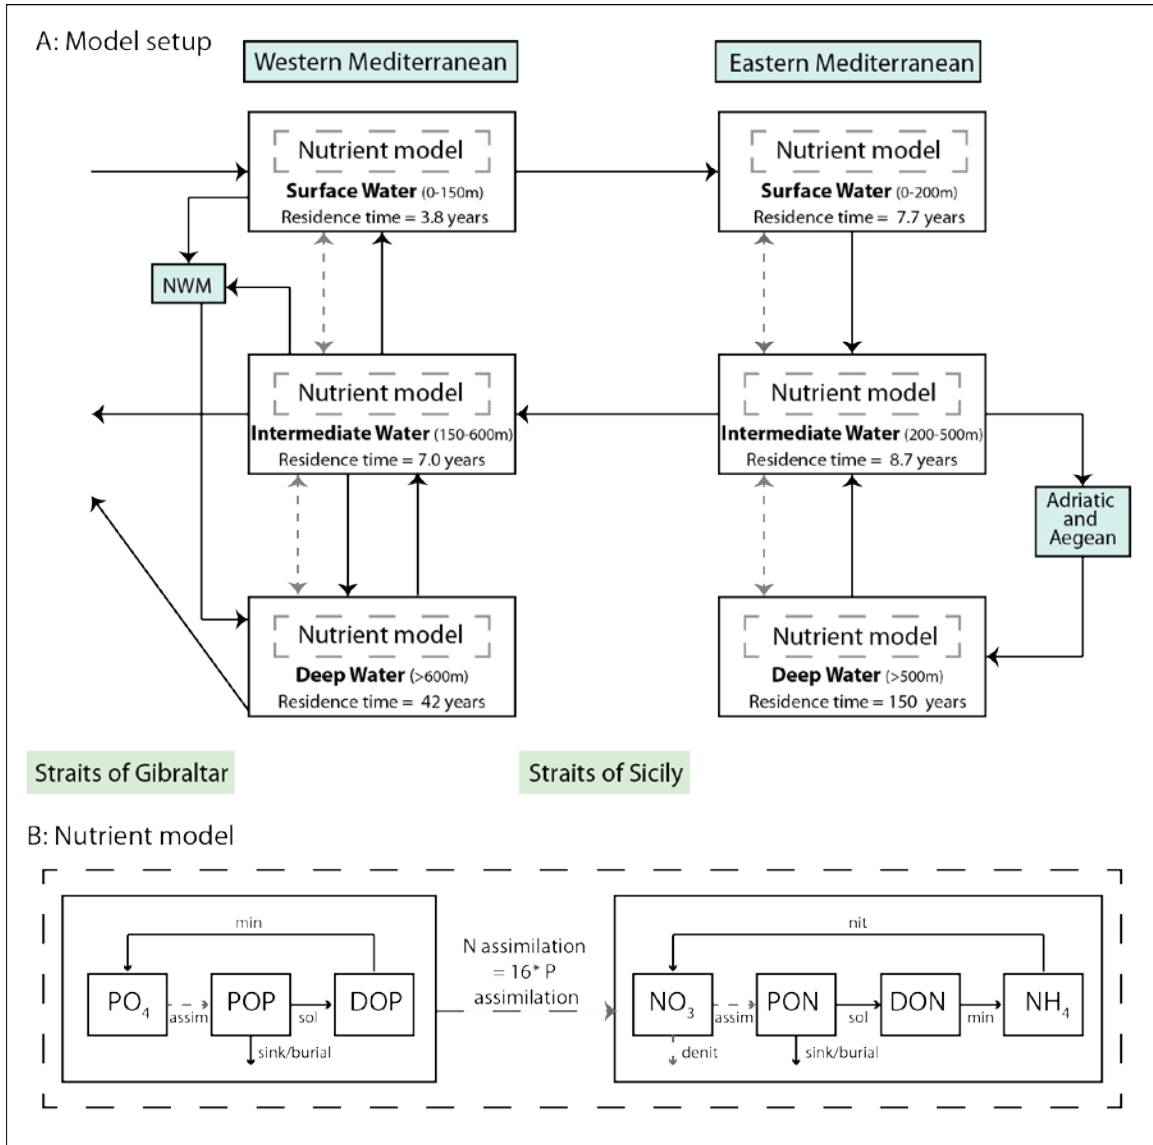 A: Model setup
Western Mediterranean
Eastern Mediterranean
Nutrient model
Surface Water (0-150m)
Residence time = 3.8 years
Nutrient model
Surface Water (0-200m)
Residence time = 7.7 years
NWM
Nutrient model
Intermediate Water (150-600m)
Residence time = 7.0 years
Nutrient model
Intermediate Water (200-500m)
Residence time = 8.7 years
Adriatic
and
Aegean
Nutrient model
Deep Water (>600m)
Residence time = 42 years
Nutrient model
Deep Water (>500m)
Residence time = 150 years
Straits of Gibraltar
Straits of Sicily
B: Nutrient model
min
PO₄
assim
POP
sol
DOP
sink/burial
N assimilation
= 16* P
assimilation
nit
NO₃
assim
PON
sol
DON
min
NH₄
denit
sink/burial